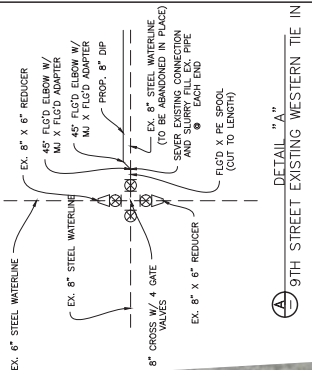 EX. 6" STEEL WATERLINE
EX. 8" STEEL WATERLINE
8" CROSS W/ 4 GATE
VALVES
EX. 8" X 6" REDUCER
EX. 8" X 6" REDUCER
45° FLG'D ELBOW W/
MJ X FLG'D ADAPTER
45° FLG'D ELBOW W/
MJ X FLG'D ADAPTER
PROP. 8" DIP
EX. 8" STEEL WATERLINE
(TO BE ABANDONED IN PLACE)
SEVER EXISTING CONNECTION
AND SLURRY FILL EX. PIPE
@ EACH END
FLG'D X PE SPOOL
(CUT TO LENGTH)
A
DETAIL "A"
9TH STREET EXISTING WESTERN TIE IN